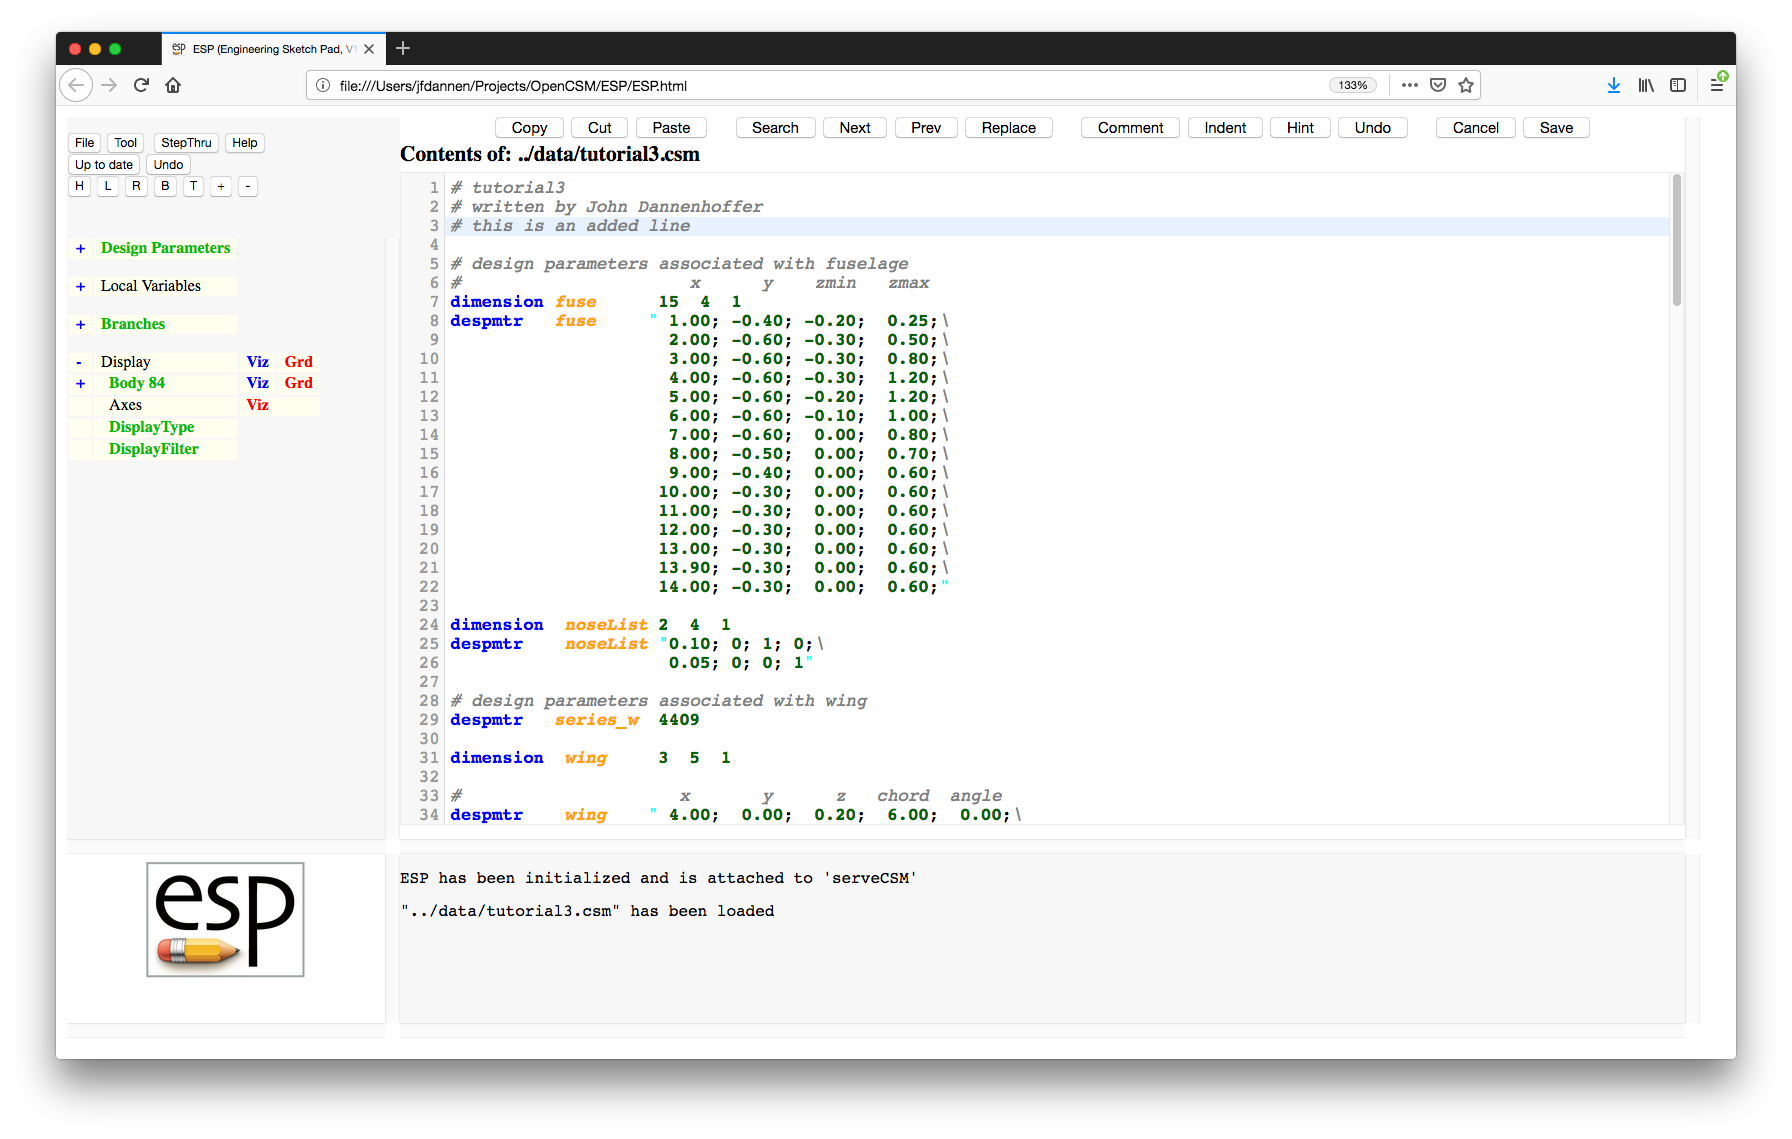 esp ESP (Engineering Sketch Pad, V1
file:///Users/jfdannen/Projects/OpenCSM/ESP/ESP.html 133%
File Tool StepThru Help
Up to date Undo
H L R B T + -
+ Design Parameters
+ Local Variables
+ Branches
- Display Viz Grd
+ Body 84 Viz Grd
Axes Viz
DisplayType
DisplayFilter
Copy Cut Paste Search Next Prev Replace Comment Indent Hint Undo Cancel Save
Contents of: ../data/tutorial3.csm
1 # tutorial3
2 # written by John Dannenhoffer
3 # this is an added line
4
5 # design parameters associated with fuselage
6 # x y zmin zmax
7 dimension fuse 15 4 1
8 despmtr fuse " 1.00; -0.40; -0.20; 0.25;\
9 2.00; -0.60; -0.30; 0.50;\
10 3.00; -0.60; -0.30; 0.80;\
11 4.00; -0.60; -0.30; 1.20;\
12 5.00; -0.60; -0.20; 1.20;\
13 6.00; -0.60; -0.10; 1.00;\
14 7.00; -0.60; 0.00; 0.80;\
15 8.00; -0.50; 0.00; 0.70;\
16 9.00; -0.40; 0.00; 0.60;\
17 10.00; -0.30; 0.00; 0.60;\
18 11.00; -0.30; 0.00; 0.60;\
19 12.00; -0.30; 0.00; 0.60;\
20 13.00; -0.30; 0.00; 0.60;\
21 13.90; -0.30; 0.00; 0.60;\
22 14.00; -0.30; 0.00; 0.60;"
23
24 dimension noseList 2 4 1
25 despmtr noseList "0.10; 0; 1; 0;\
26 0.05; 0; 0; 1"
27
28 # design parameters associated with wing
29 despmtr series_w 4409
30
31 dimension wing 3 5 1
32
33 # x y z chord angle
34 despmtr wing " 4.00; 0.00; 0.20; 6.00; 0.00;\
esp
ESP has been initialized and is attached to 'serveCSM'
"../data/tutorial3.csm" has been loaded